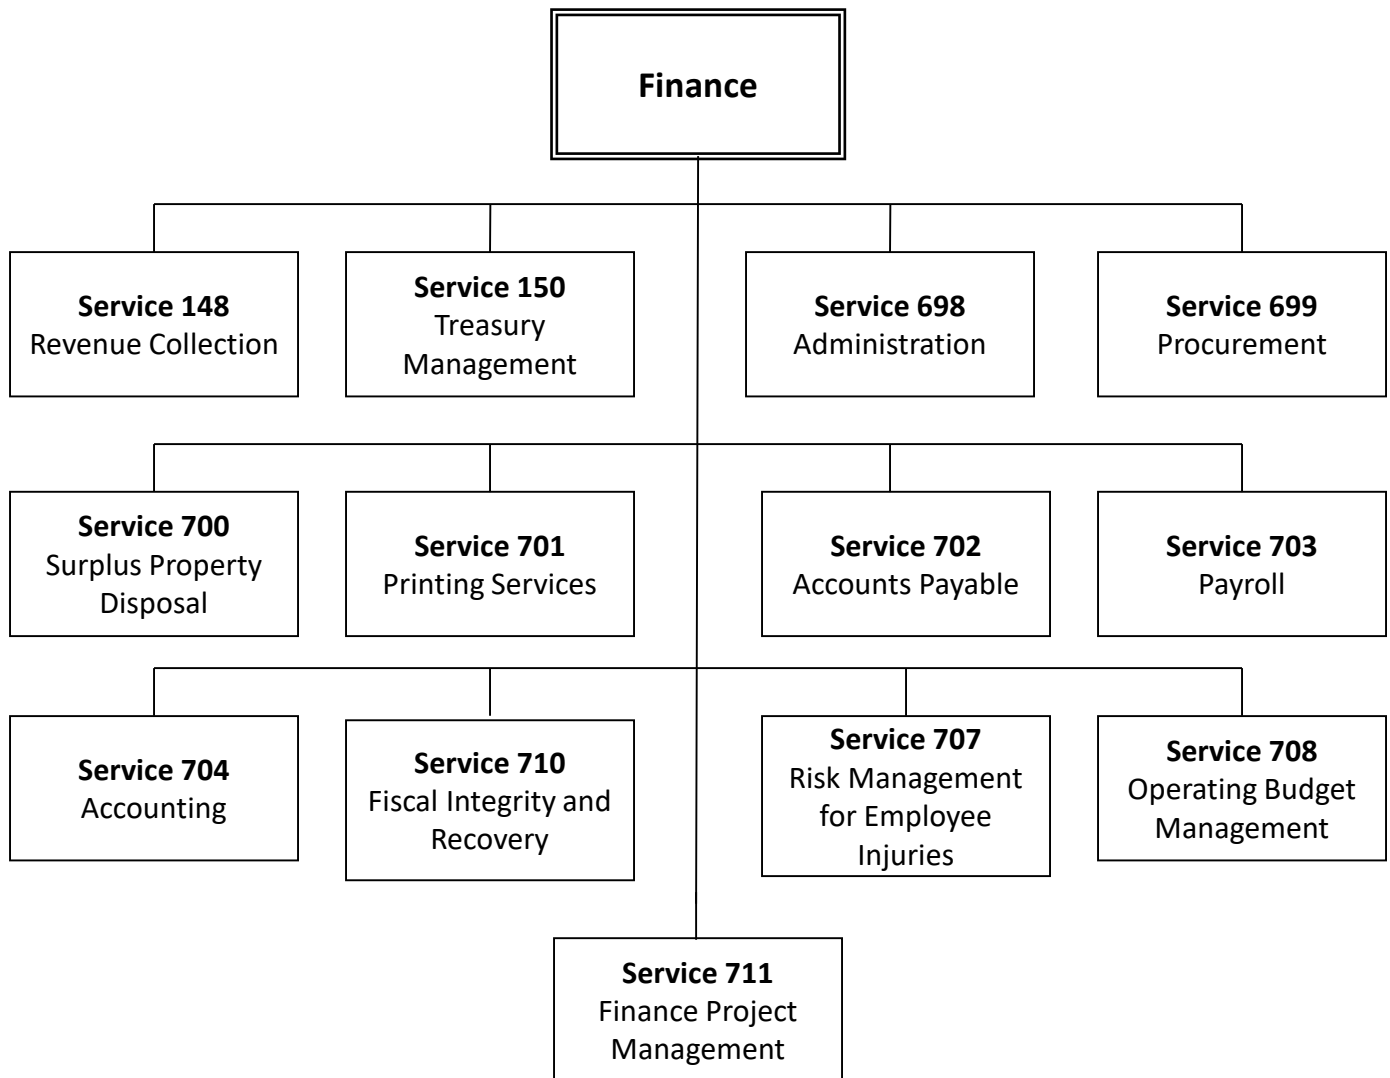 Finance
Service 148
Revenue Collection
Service 150
Treasury
Management
Service 698
Administration
Service 699
Procurement
Service 700
Surplus Property
Disposal
Service 701
Printing Services
Service 702
Accounts Payable
Service 703
Payroll
Service 704
Accounting
Service 710
Fiscal Integrity and
Recovery
Service 707
Risk Management
for Employee
Injuries
Service 708
Operating Budget
Management
Service 711
Finance Project
Management